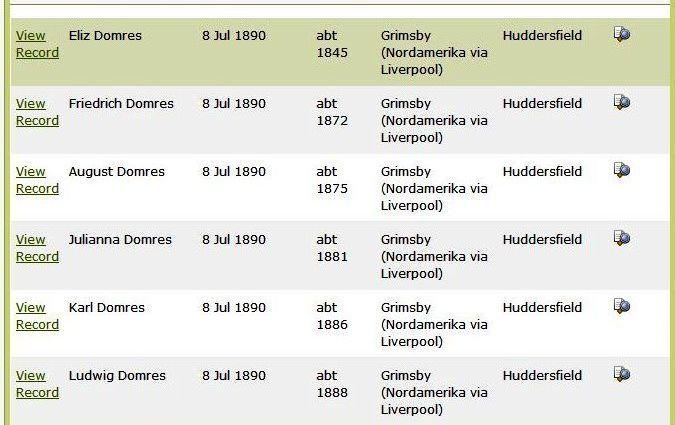 View Record Eliz Domres 8 Jul 1890 abt 1845 Grimsby (Nordamerika via Liverpool) Huddersfield
View Record Friedrich Domres 8 Jul 1890 abt 1872 Grimsby (Nordamerika via Liverpool) Huddersfield
View Record August Domres 8 Jul 1890 abt 1875 Grimsby (Nordamerika via Liverpool) Huddersfield
View Record Julianna Domres 8 Jul 1890 abt 1881 Grimsby (Nordamerika via Liverpool) Huddersfield
View Record Karl Domres 8 Jul 1890 abt 1886 Grimsby (Nordamerika via Liverpool) Huddersfield
View Record Ludwig Domres 8 Jul 1890 abt 1888 Grimsby (Nordamerika via Liverpool) Huddersfield